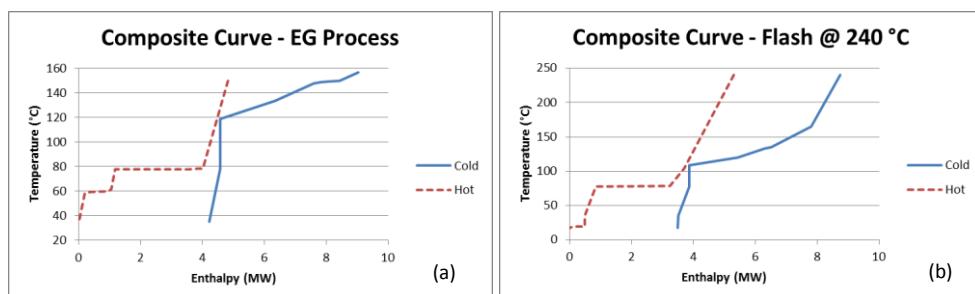 Composite Curve - EG Process
160
140
120
100
80
60
40
20
Temperature (°C)
0 2 4 6 8 10
Enthalpy (MW)
Cold
Hot
(a)
Composite Curve - Flash @ 240 °C
250
200
150
100
50
0
Temperature (°C)
0 2 4 6 8 10
Enthalpy (MW)
Cold
Hot
(b)